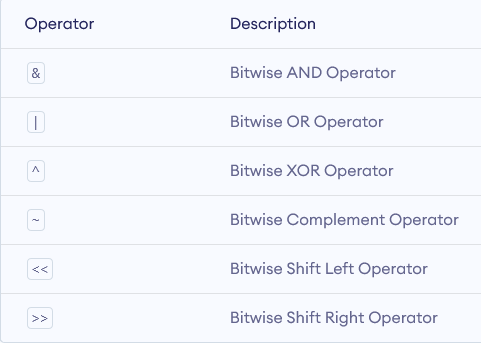 Operator Description
& Bitwise AND Operator
| Bitwise OR Operator
^ Bitwise XOR Operator
~ Bitwise Complement Operator
<< Bitwise Shift Left Operator
>> Bitwise Shift Right Operator